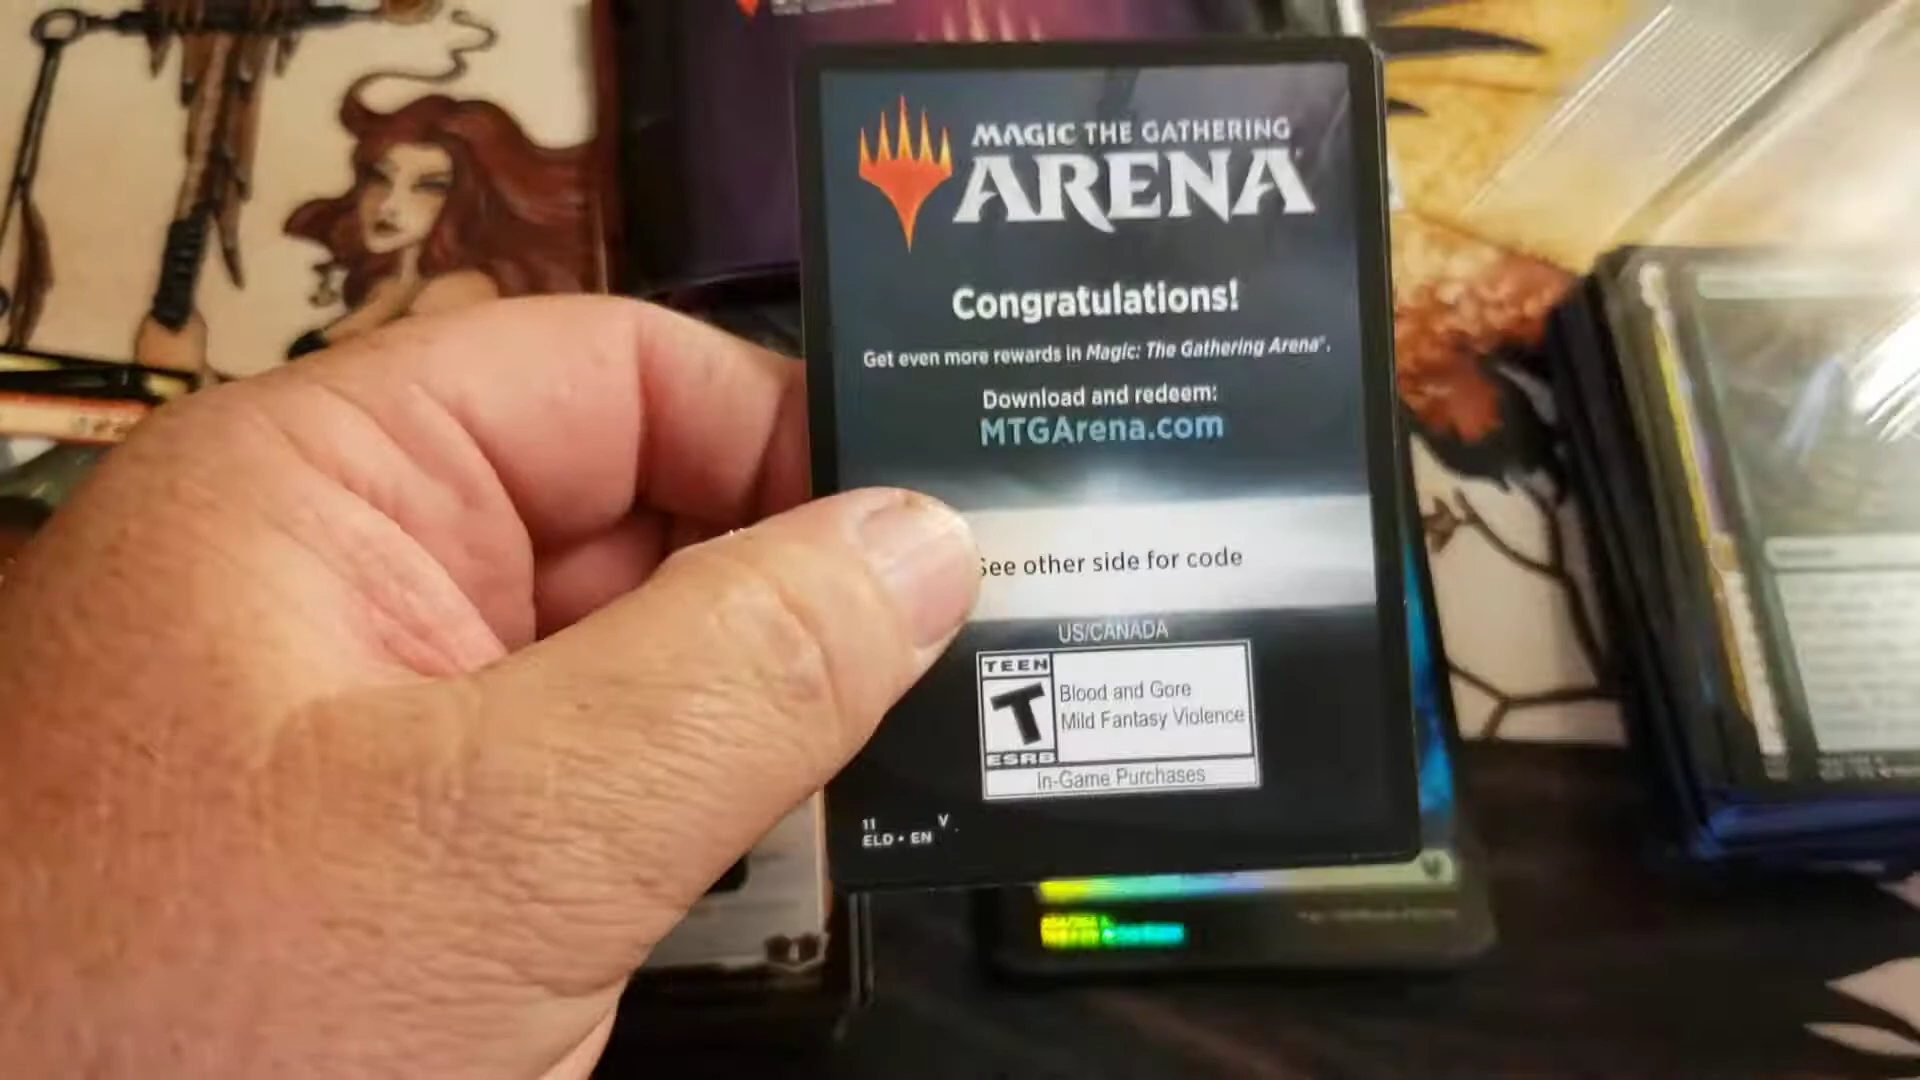 MAGIC THE GATHERING
ARENA
Congratulations!
Get even more rewards in Magic: The Gathering Arena®.
Download and redeem:
MTGArena.com
See other side for code
US/CANADA
TEEN
T
ESRB
Blood and Gore
Mild Fantasy Violence
In-Game Purchases
11 V
ELD • EN